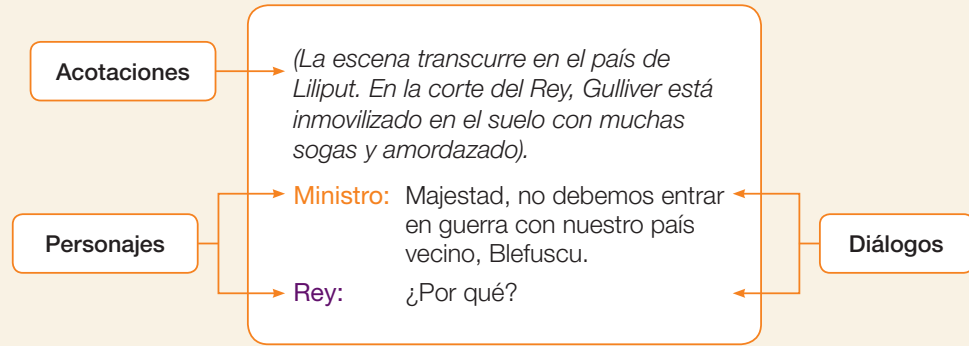 Acotaciones
(La escena transcurre en el país de
Liliput. En la corte del Rey, Gulliver está
inmovilizado en el suelo con muchas
sogas y amordazado).
Personajes
Ministro: Majestad, no debemos entrar
en guerra con nuestro país
vecino, Blefuscu.
Rey: ¿Por qué?
Diálogos